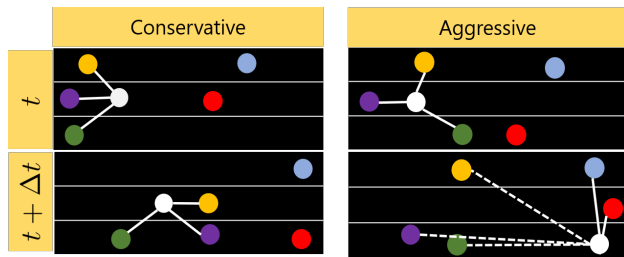 Conservative
Aggressive
t
t + Δt